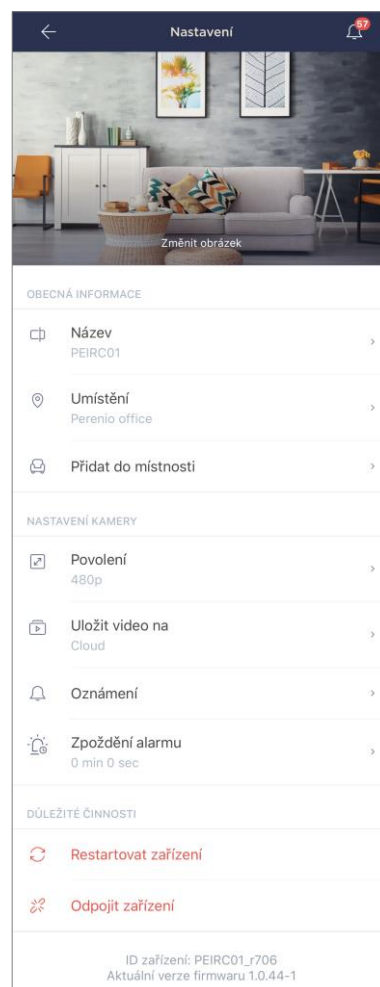 Nastavení
57
Změnit obrázek
OBECNÁ INFORMACE
Název
PEIRC01
Umístění
Perenio office
Přidat do místnosti
NASTAVENÍ KAMERY
Povolení
480p
Uložit video na
Cloud
Oznámení
Zpoždění alarmu
0 min 0 sec
DŮLEŽITÉ ČINNOSTI
Restartovat zařízení
Odpojit zařízení
ID zařízení: PEIRC01_r706
Aktuální verze firmwaru 1.0.44-1